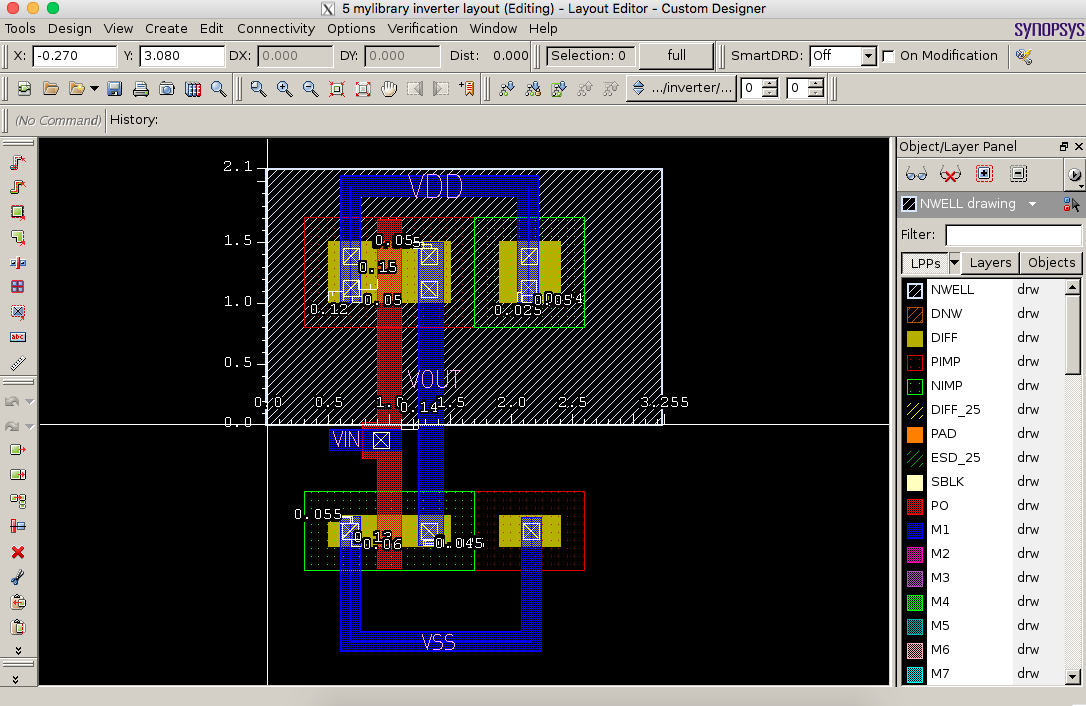 5 mylibrary inverter layout (Editing) - Layout Editor - Custom Designer
Tools Design View Create Edit Connectivity Options Verification Window Help
SYNOPSYS
X: -0.270 Y: 3.080 DX: 0.000 DY: 0.000 Dist: 0.000 Selection: 0 full SmartDRD: Off On Modification
.../inverter/... 0 0
(No Command) History:
Object/Layer Panel
NWELL drawing
Filter:
LPPs Layers Objects
NWELL drw
DNW drw
DIFF drw
PIMP drw
NIMP drw
DIFF_25 drw
PAD drw
ESD_25 drw
SBLK drw
PO drw
M1 drw
M2 drw
M3 drw
M4 drw
M5 drw
M6 drw
M7 drw
2.1
VDD
1.5
0.05
0.15
1.0
0.05
0.12
0.025
0.5
VOUT
0.0 0.5 1.0 1.5 2.0 2.5 3.255
0.14
0.0
VIN
abc
0.055
0.13
0.06
0.045
VSS